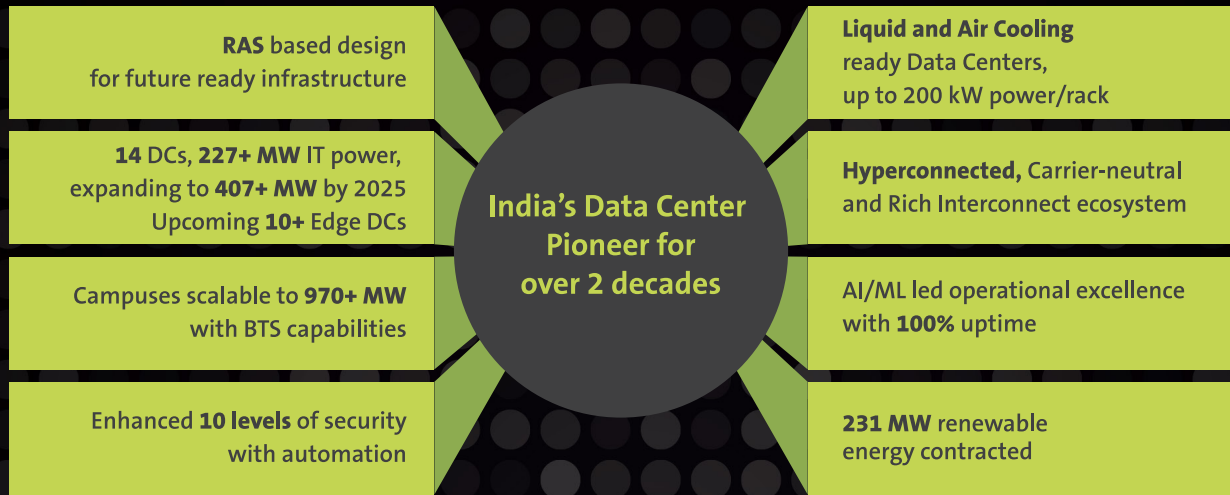 RAS based design
for future ready infrastructure
14 DCs, 227+ MW IT power,
expanding to 407+ MW by 2025
Upcoming 10+ Edge DCs
Campuses scalable to 970+ MW
with BTS capabilities
Enhanced 10 levels of security
with automation
India’s Data Center
Pioneer for
over 2 decades
Liquid and Air Cooling
ready Data Centers,
up to 200 kW power/rack
Hyperconnected, Carrier-neutral
and Rich Interconnect ecosystem
AI/ML led operational excellence
with 100% uptime
231 MW renewable
energy contracted